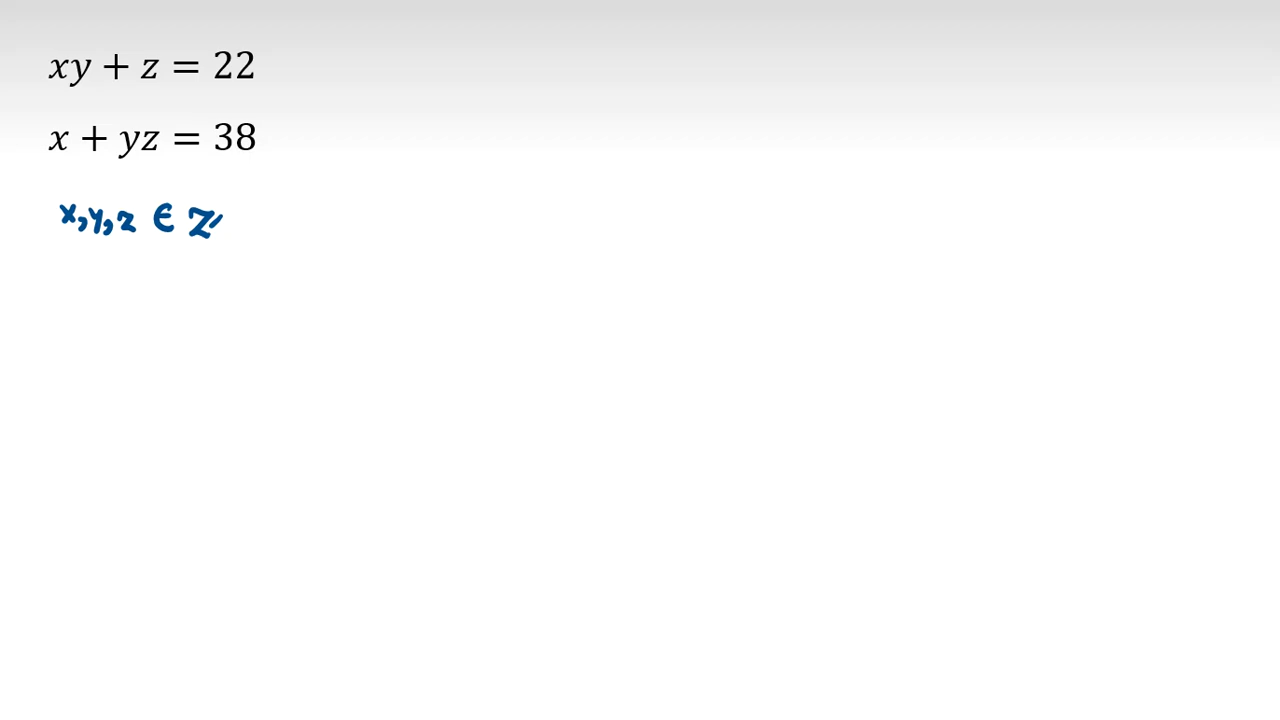 xy + z = 22
x + yz = 38
x,y,z ∈ ℤ